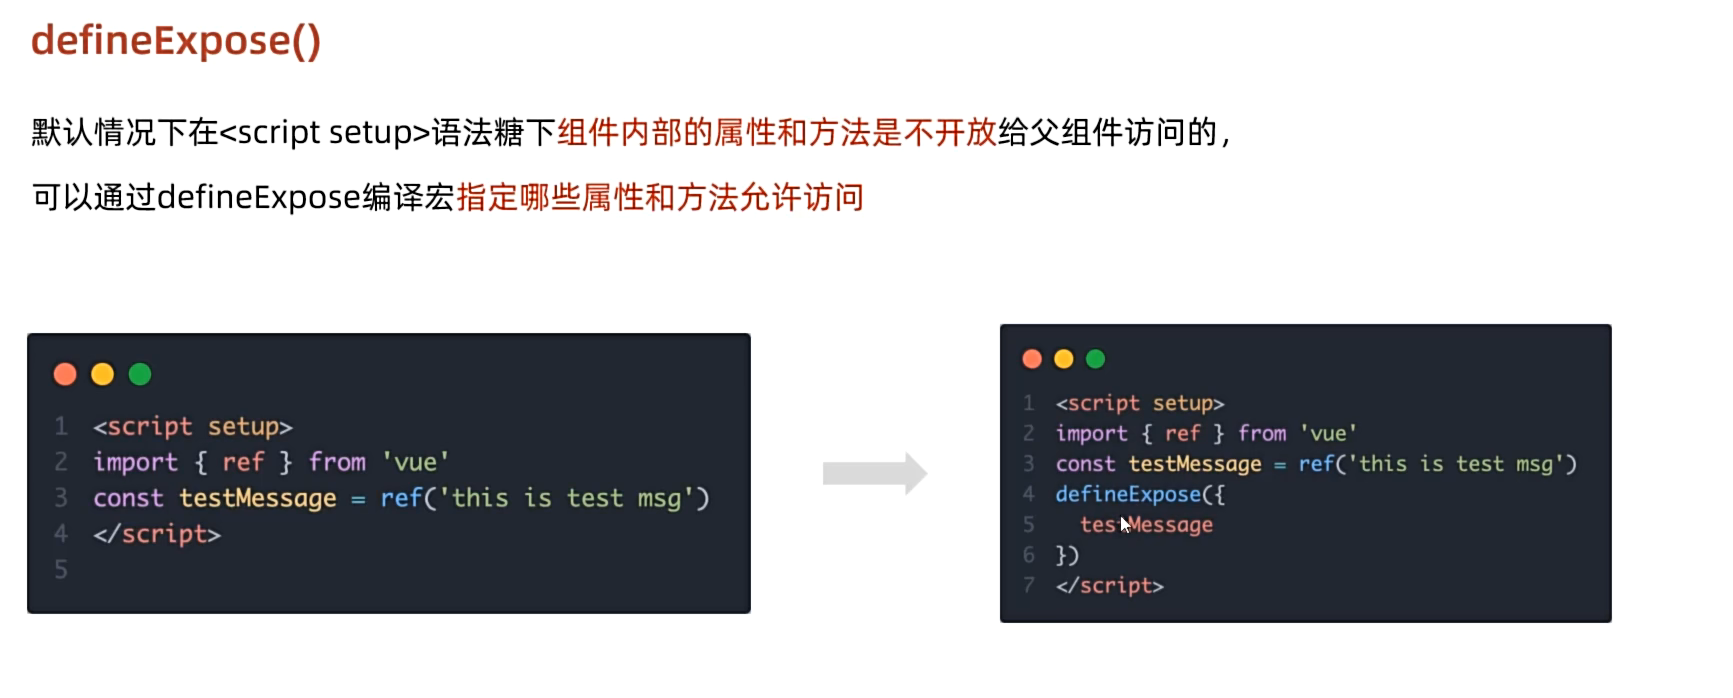 defineExpose()
默认情况下在<script setup>语法糖下组件内部的属性和方法是不开放给父组件访问的，
可以通过defineExpose编译宏指定哪些属性和方法允许访问
1 <script setup>
2 import { ref } from 'vue'
3 const testMessage = ref('this is test msg')
4 </script>
5
1 <script setup>
2 import { ref } from 'vue'
3 const testMessage = ref('this is test msg')
4 defineExpose({
5   testMessage
6 })
7 </script>